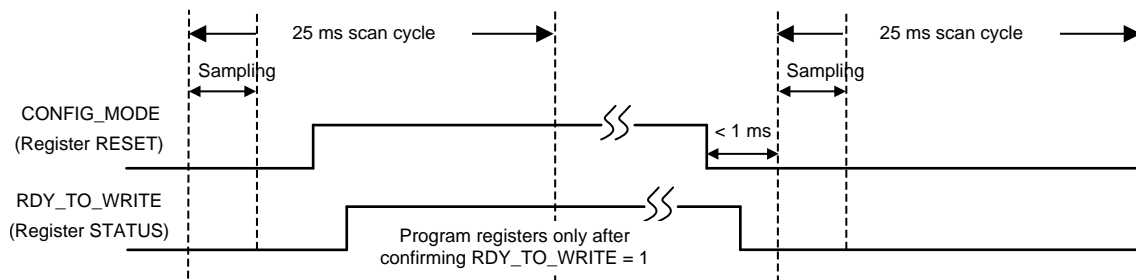 25 ms scan cycle
25 ms scan cycle
Sampling
Sampling
CONFIG_MODE
(Register RESET)
< 1 ms
RDY_TO_WRITE
(Register STATUS)
Program registers only after
confirming RDY_TO_WRITE = 1